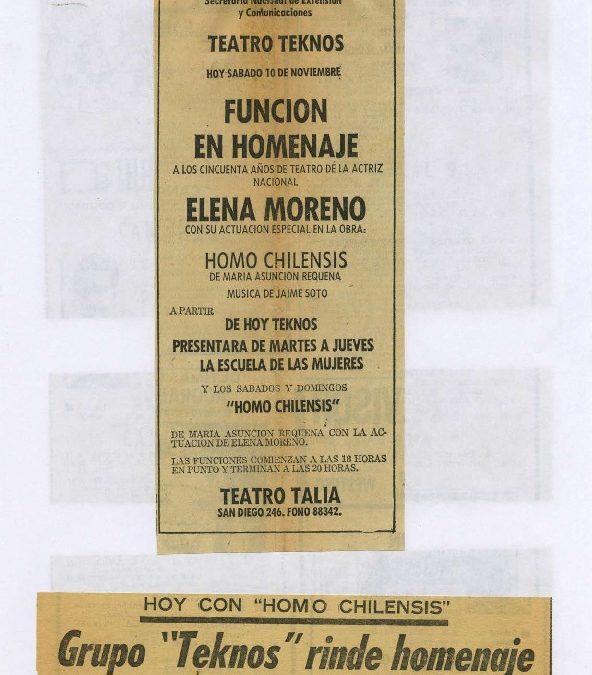 Secretaría Nacional de Extensión
y Comunicaciones
TEATRO TEKNOS
HOY SABADO 10 DE NOVIEMBRE
FUNCION
EN HOMENAJE
A LOS CINCUENTA AÑOS DE TEATRO DE LA ACTRIZ
NACIONAL
ELENA MORENO
CON SU ACTUACION ESPECIAL EN LA OBRA:
HOMO CHILENSIS
DE MARIA ASUNCION REQUENA
MUSICA DE JAIME SOTO
A PARTIR
DE HOY TEKNOS
PRESENTARA DE MARTES A JUEVES
LA ESCUELA DE LAS MUJERES
Y LOS SABADOS Y DOMINGOS
"HOMO CHILENSIS"
DE MARIA ASUNCION REQUENA CON LA AC-
TUACION DE ELENA MORENO.
LAS FUNCIONES COMIENZAN A LAS 18 HORAS
EN PUNTO Y TERMINAN A LAS 20 HORAS.
TEATRO TALIA
SAN DIEGO 246. FONO 88342.
HOY CON "HOMO CHILENSIS"
Grupo "Teknos" rinde homenaje